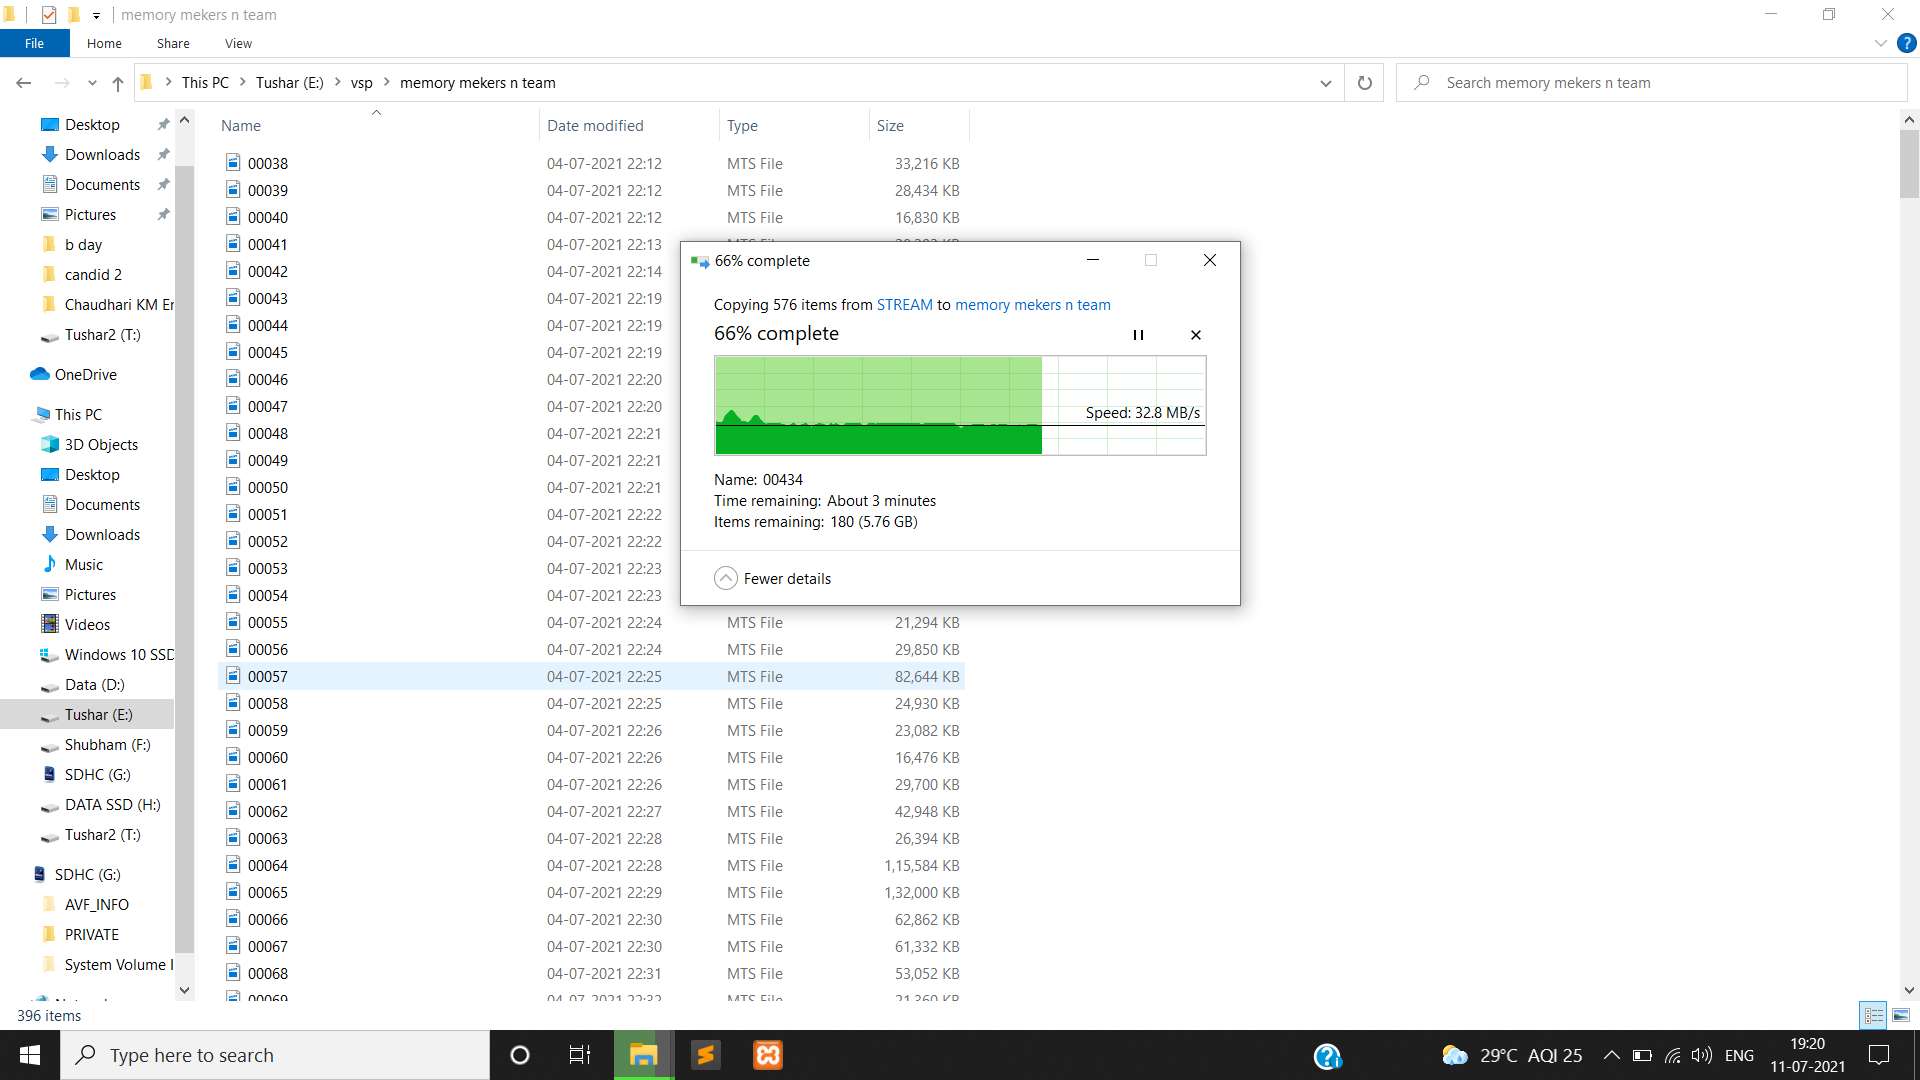 memory mekers n team
File Home Share View
This PC Tushar (E:) vsp memory mekers n team
Search memory mekers n team
Desktop
Downloads
Documents
Pictures
b day
candid 2
Chaudhari KM Er
Tushar2 (T:)
OneDrive
This PC
3D Objects
Desktop
Documents
Downloads
Music
Pictures
Videos
Windows 10 SSD
Data (D:)
Tushar (E:)
Shubham (F:)
SDHC (G:)
DATA SSD (H:)
Tushar2 (T:)
SDHC (G:)
AVF_INFO
PRIVATE
System Volume I
Name Date modified Type Size
00038 04-07-2021 22:12 MTS File 33,216 KB
00039 04-07-2021 22:12 MTS File 28,434 KB
00040 04-07-2021 22:12 MTS File 16,830 KB
00041 04-07-2021 22:13
00042 04-07-2021 22:14
00043 04-07-2021 22:19
00044 04-07-2021 22:19
00045 04-07-2021 22:19
00046 04-07-2021 22:20
00047 04-07-2021 22:20
00048 04-07-2021 22:21
00049 04-07-2021 22:21
00050 04-07-2021 22:21
00051 04-07-2021 22:22
00052 04-07-2021 22:22
00053 04-07-2021 22:23
00054 04-07-2021 22:23
00055 04-07-2021 22:24 MTS File 21,294 KB
00056 04-07-2021 22:24 MTS File 29,850 KB
00057 04-07-2021 22:25 MTS File 82,644 KB
00058 04-07-2021 22:25 MTS File 24,930 KB
00059 04-07-2021 22:26 MTS File 23,082 KB
00060 04-07-2021 22:26 MTS File 16,476 KB
00061 04-07-2021 22:26 MTS File 29,700 KB
00062 04-07-2021 22:27 MTS File 42,948 KB
00063 04-07-2021 22:28 MTS File 26,394 KB
00064 04-07-2021 22:28 MTS File 1,15,584 KB
00065 04-07-2021 22:29 MTS File 1,32,000 KB
00066 04-07-2021 22:30 MTS File 62,862 KB
00067 04-07-2021 22:30 MTS File 61,332 KB
00068 04-07-2021 22:31 MTS File 53,052 KB
00069 04-07-2021 22:32 MTS File 21,360 KB
66% complete
Copying 576 items from STREAM to memory mekers n team
66% complete
Speed: 32.8 MB/s
Name: 00434
Time remaining: About 3 minutes
Items remaining: 180 (5.76 GB)
Fewer details
396 items
Type here to search
29°C AQI 25
ENG
19:20
11-07-2021